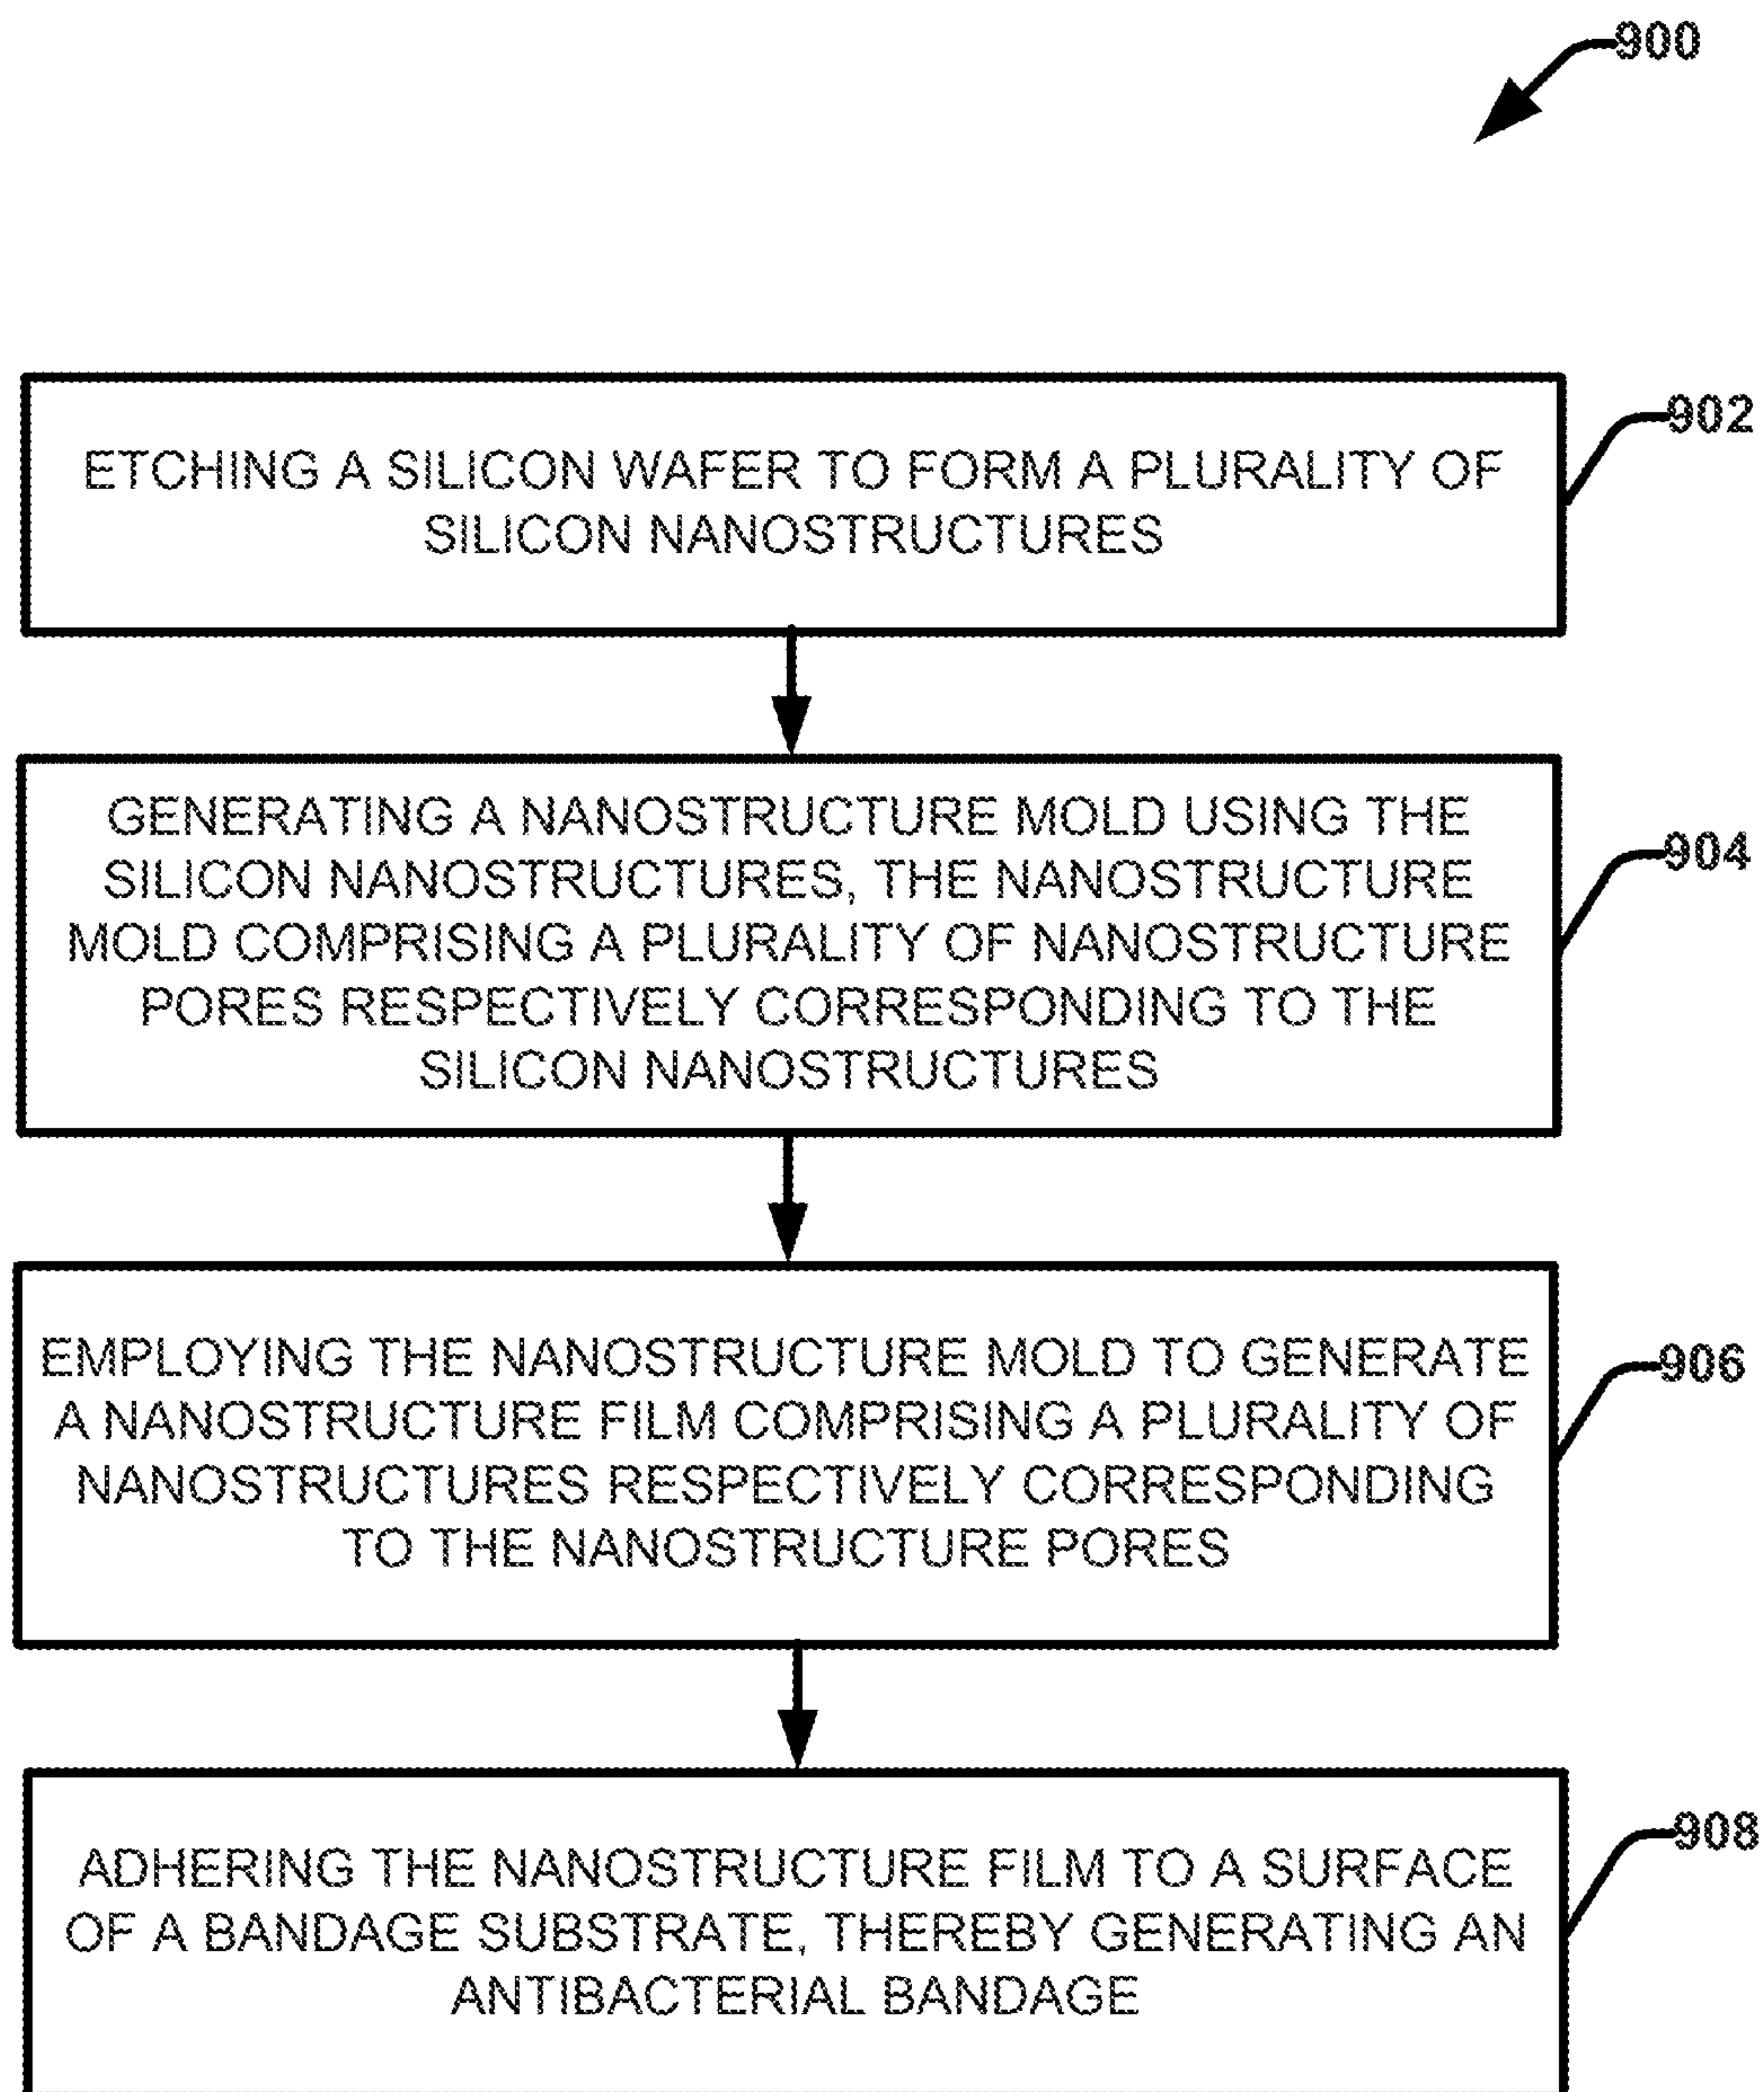 900
902
ETCHING A SILICON WAFER TO FORM A PLURALITY OF
SILICON NANOSTRUCTURES
904
GENERATING A NANOSTRUCTURE MOLD USING THE
SILICON NANOSTRUCTURES, THE NANOSTRUCTURE
MOLD COMPRISING A PLURALITY OF NANOSTRUCTURE
PORES RESPECTIVELY CORRESPONDING TO THE
SILICON NANOSTRUCTURES
906
EMPLOYING THE NANOSTRUCTURE MOLD TO GENERATE
A NANOSTRUCTURE FILM COMPRISING A PLURALITY OF
NANOSTRUCTURES RESPECTIVELY CORRESPONDING
TO THE NANOSTRUCTURE PORES
908
ADHERING THE NANOSTRUCTURE FILM TO A SURFACE
OF A BANDAGE SUBSTRATE, THEREBY GENERATING AN
ANTIBACTERIAL BANDAGE